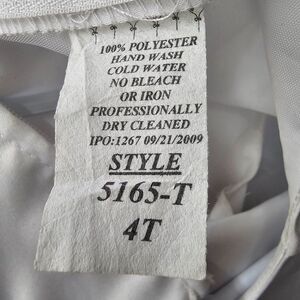 100% POLYESTER
HAND WASH
COLD WATER
NO BLEACH
OR IRON
PROFESSIONALLY
DRY CLEANED
IPO:1267 09/21/2009
STYLE
5165-T
4T